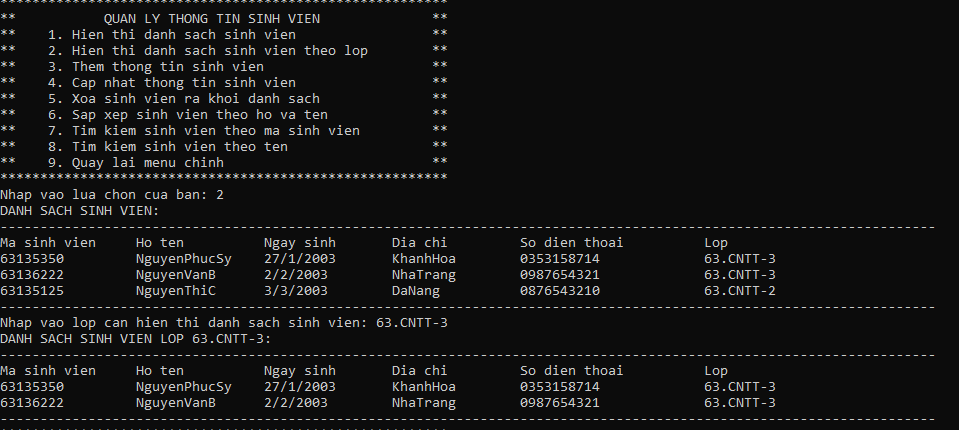 ********************************************************
**           QUAN LY THONG TIN SINH VIEN              **
**    1. Hien thi danh sach sinh vien                 **
**    2. Hien thi danh sach sinh vien theo lop        **
**    3. Them thong tin sinh vien                     **
**    4. Cap nhat thong tin sinh vien                 **
**    5. Xoa sinh vien ra khoi danh sach              **
**    6. Sap xep sinh vien theo ho va ten             **
**    7. Tim kiem sinh vien theo ma sinh vien         **
**    8. Tim kiem sinh vien theo ten                  **
**    9. Quay lai menu chinh                          **
********************************************************
Nhap vao lua chon cua ban: 2
DANH SACH SINH VIEN:
---------------------------------------------------------------------------------------------------------------------
Ma sinh vien     Ho ten          Ngay sinh       Dia chi         So dien thoai          Lop
63135350         NguyenPhucSy    27/1/2003       KhanhHoa        0353158714             63.CNTT-3
63136222         NguyenVanB      2/2/2003        NhaTrang        0987654321             63.CNTT-3
63135125         NguyenThiC      3/3/2003        DaNang          0876543210             63.CNTT-2
---------------------------------------------------------------------------------------------------------------------
Nhap vao lop can hien thi danh sach sinh vien: 63.CNTT-3
DANH SACH SINH VIEN LOP 63.CNTT-3:
---------------------------------------------------------------------------------------------------------------------
Ma sinh vien     Ho ten          Ngay sinh       Dia chi         So dien thoai          Lop
63135350         NguyenPhucSy    27/1/2003       KhanhHoa        0353158714             63.CNTT-3
63136222         NguyenVanB      2/2/2003        NhaTrang        0987654321             63.CNTT-3
---------------------------------------------------------------------------------------------------------------------
********************************************************